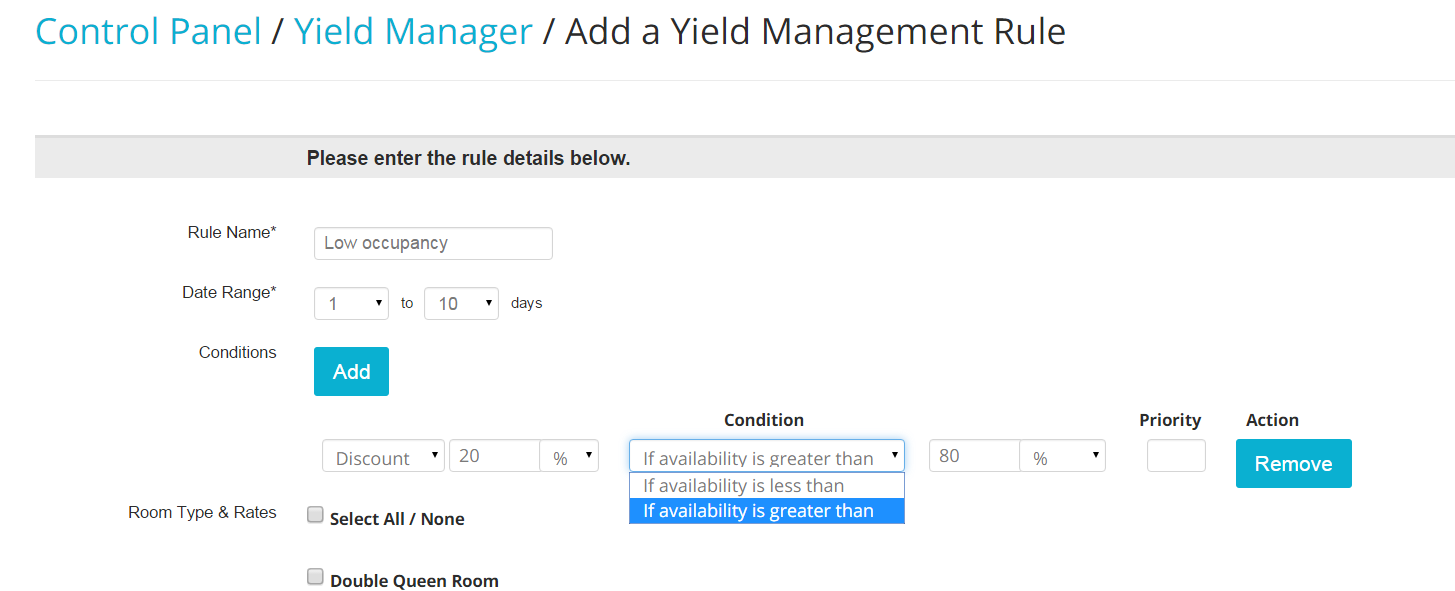 Control Panel / Yield Manager / Add a Yield Management Rule
Please enter the rule details below.
Rule Name*
Low occupancy
Date Range*
1 to 10 days
Conditions
Add
Condition Priority Action
Discount 20 % If availability is greater than 80 % Remove
If availability is less than
If availability is greater than
Room Type & Rates
Select All / None
Double Queen Room